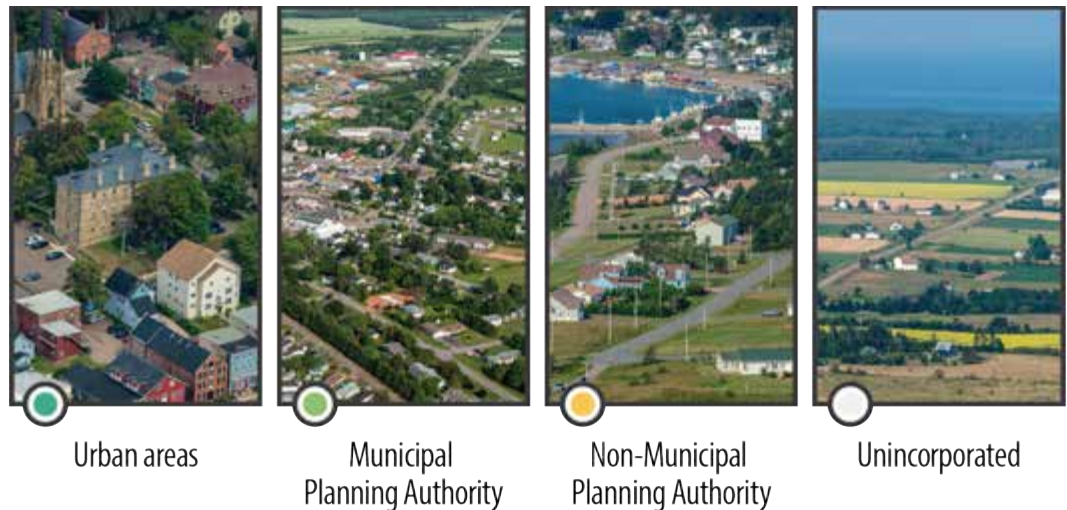 Urban areas
Municipal
Planning Authority
Non-Municipal
Planning Authority
Unincorporated